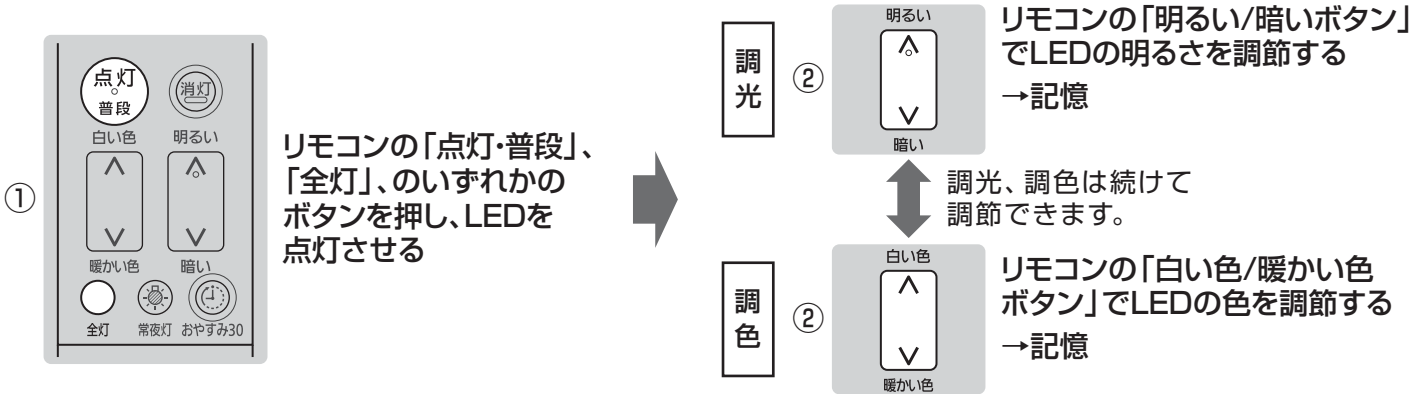 ①
点灯
普段
消灯
白い色
明るい
暖かい色
暗い
全灯
常夜灯
おやすみ30
リモコンの「点灯・普段」、
「全灯」、のいずれかの
ボタンを押し、LEDを
点灯させる
調光
②
明るい
暗い
リモコンの「明るい/暗いボタン」
でLEDの明るさを調節する
→記憶
調光、調色は続けて
調節できます。
調色
②
白い色
暖かい色
リモコンの「白い色/暖かい色
ボタン」でLEDの色を調節する
→記憶